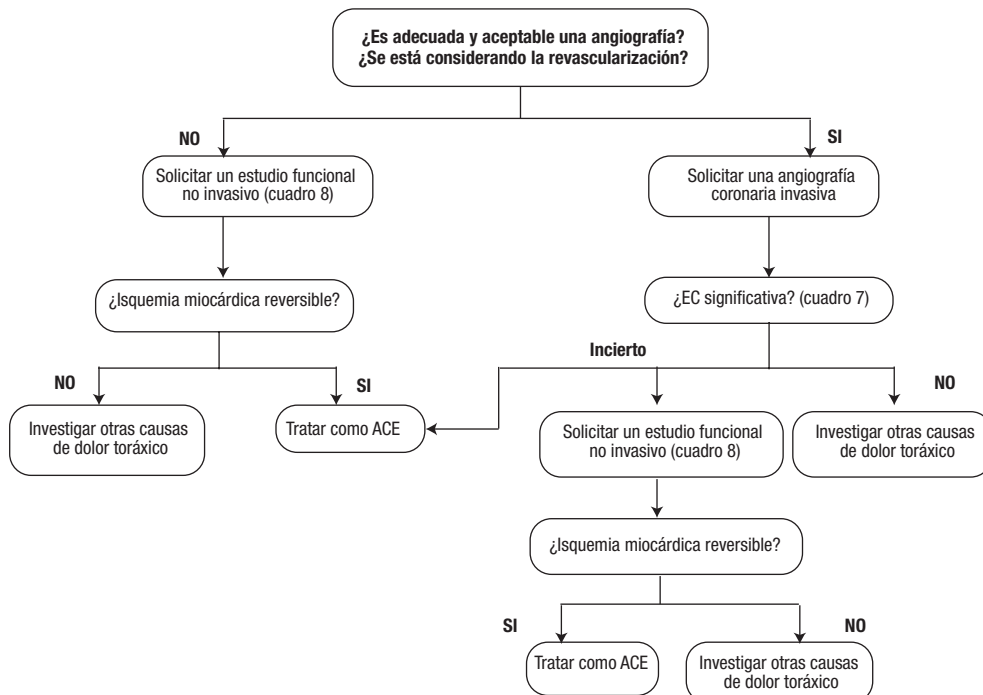 ¿Es adecuada y aceptable una angiografía?
¿Se está considerando la revascularización?
NO
SI
Solicitar un estudio funcional
no invasivo (cuadro 8)
Solicitar una angiografía
coronaria invasiva
¿Isquemia miocárdica reversible?
¿EC significativa? (cuadro 7)
Incierto
NO
SI
NO
Investigar otras causas
de dolor toráxico
Tratar como ACE
Solicitar un estudio funcional
no invasivo (cuadro 8)
Investigar otras causas
de dolor toráxico
¿Isquemia miocárdica reversible?
SI
NO
Tratar como ACE
Investigar otras causas
de dolor toráxico